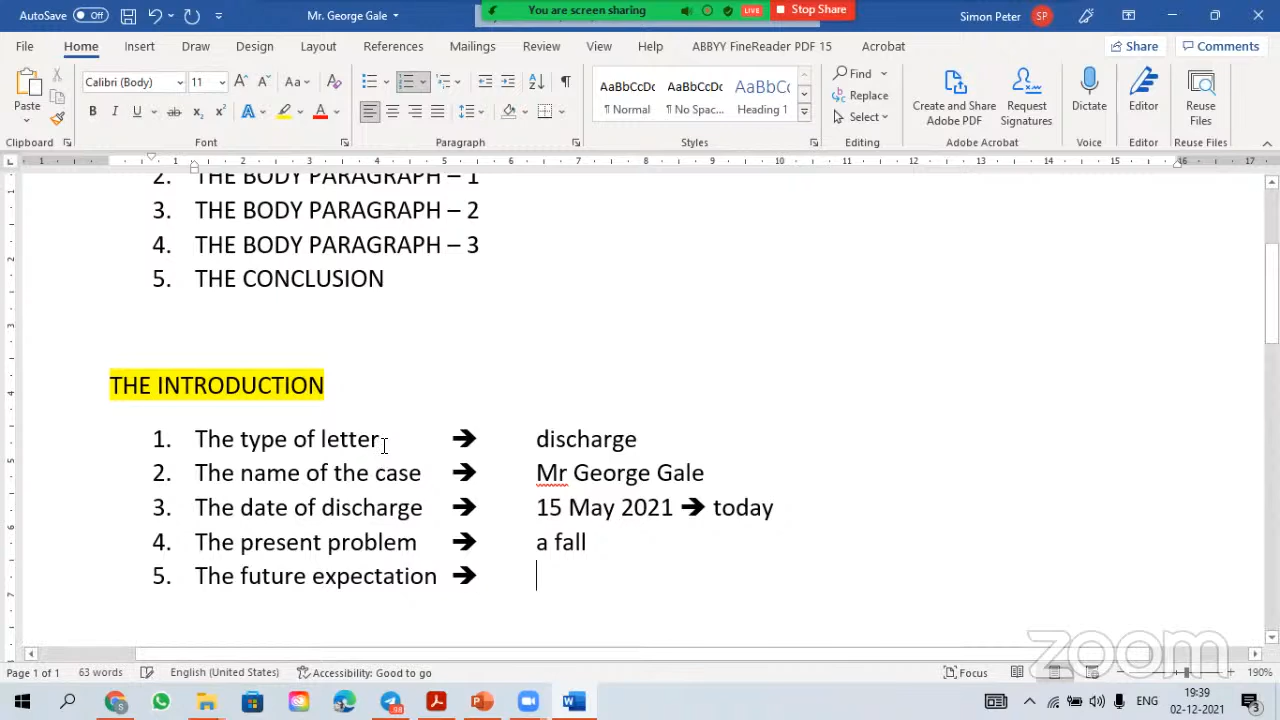 AutoSave Off Mr. George Gale You are screen sharing LIVE Stop Share Simon Peter SP
File Home Insert Draw Design Layout References Mailings Review View Help ABBYY FineReader PDF 15 Acrobat Share Comments
Paste Calibri (Body) 11 Aa AaBbCcDc AaBbCcDc AaBbC Find Replace Select
¶ Normal ¶ No Spac... Heading 1 Create and Share Adobe PDF Request Signatures Dictate Editor Reuse Files
Clipboard Font Paragraph Styles Editing Adobe Acrobat Voice Editor Reuse Files
2. THE BODY PARAGRAPH – 1
3. THE BODY PARAGRAPH – 2
4. THE BODY PARAGRAPH – 3
5. THE CONCLUSION
THE INTRODUCTION
1. The type of letter ➔ discharge
2. The name of the case ➔ Mr George Gale
3. The date of discharge ➔ 15 May 2021 ➔ today
4. The present problem ➔ a fall
5. The future expectation ➔
zoom
Page 1 of 1 63 words English (United States) Accessibility: Good to go Focus 190%
ENG 19:39
02-12-2021